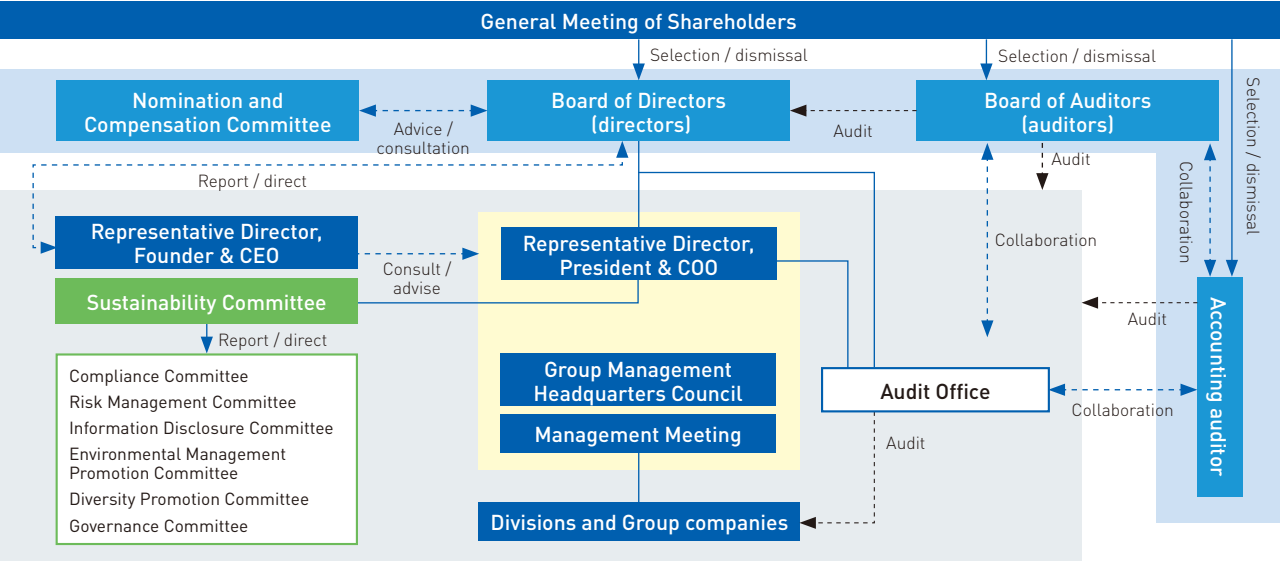 General Meeting of Shareholders
Selection / dismissal
Selection / dismissal
Selection / dismissal
Nomination and
Compensation Committee
Advice /
consultation
Board of Directors
(directors)
Audit
Board of Auditors
(auditors)
Audit
Report / direct
Collaboration
Collaboration
Representative Director,
Founder & CEO
Consult /
advise
Representative Director,
President & COO
Sustainability Committee
Report / direct
Audit
Accounting auditor
Compliance Committee
Risk Management Committee
Information Disclosure Committee
Environmental Management
Promotion Committee
Diversity Promotion Committee
Governance Committee
Group Management
Headquarters Council
Management Meeting
Audit Office
Collaboration
Audit
Divisions and Group companies